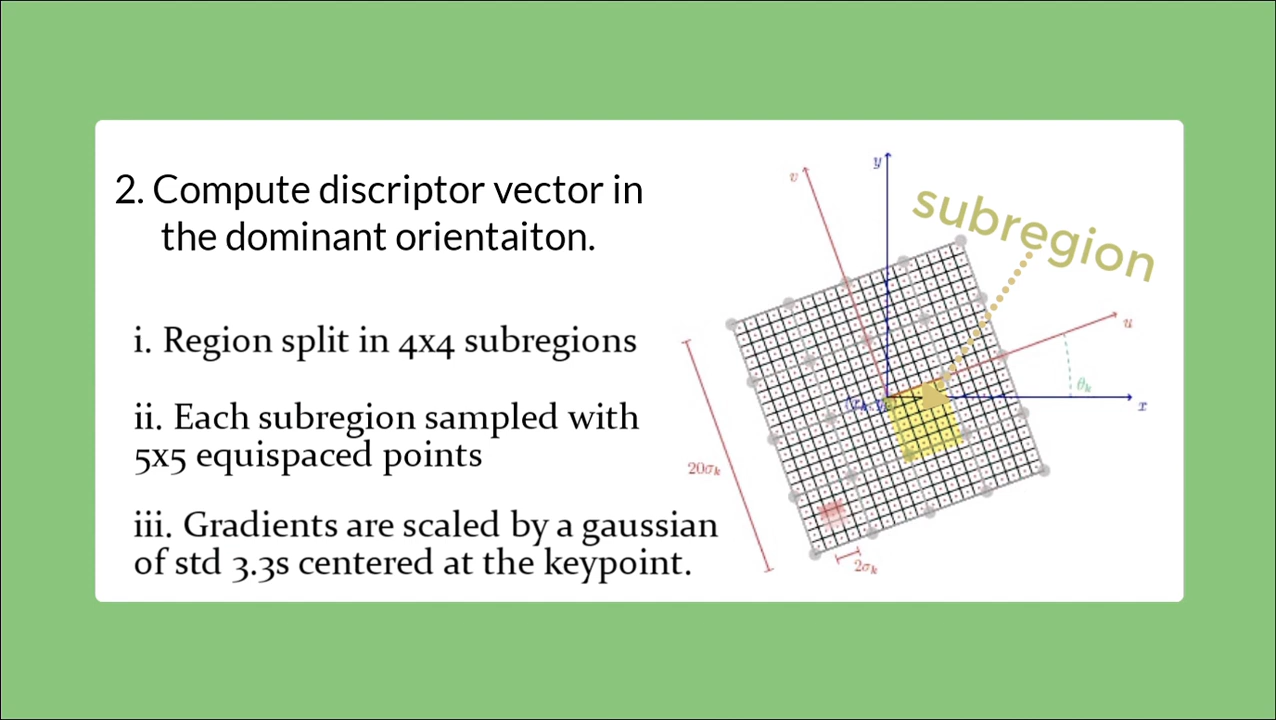 2. Compute discriptor vector in
the dominant orientaiton.
i. Region split in 4x4 subregions
ii. Each subregion sampled with
5x5 equispaced points
iii. Gradients are scaled by a gaussian
of std 3.3s centered at the keypoint.
v
y
subregion
u
θk
x
20σk
2σk